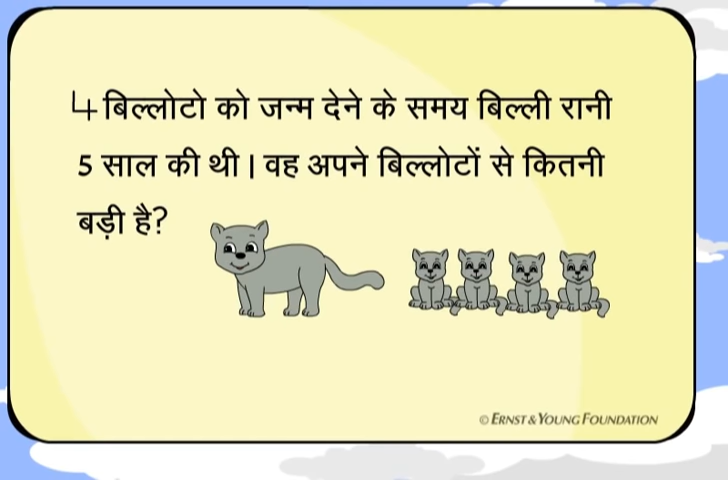 4 बिल्लोटो को जन्म देने के समय बिल्ली रानी
5 साल की थी | वह अपने बिल्लोटों से कितनी
बड़ी है?
© ERNST & YOUNG FOUNDATION